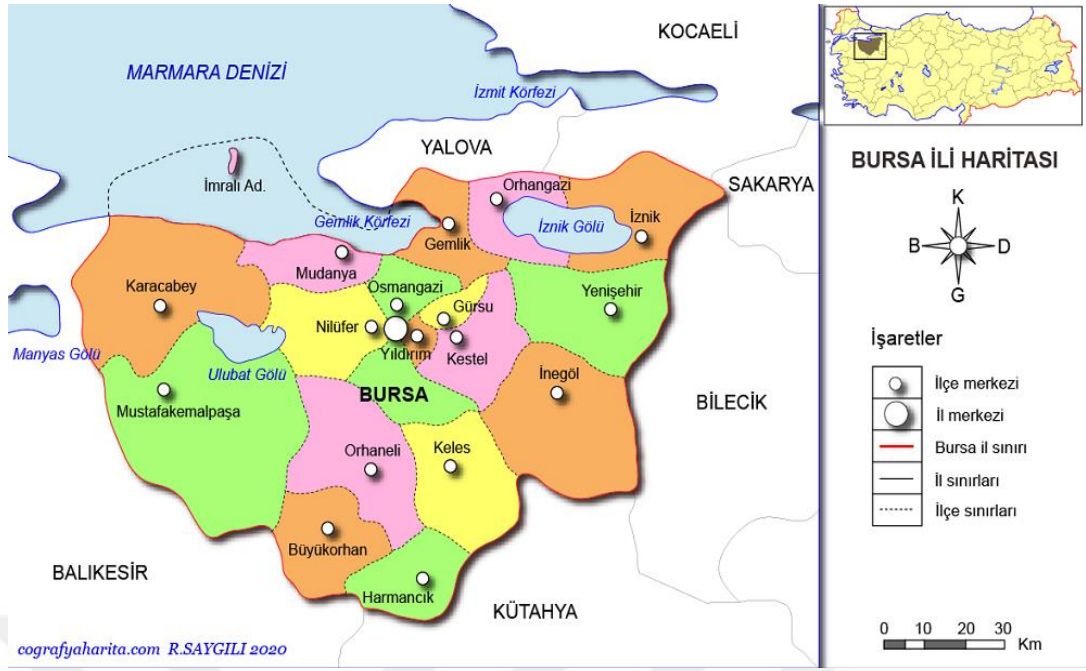 KOCAELİ
MARMARA DENİZİ
İzmit Körfezi
YALOVA
İmralı Ad.
Orhangazi
SAKARYA
Gemlik Körfezi
Gemlik
İznik Gölü
İznik
Mudanya
Karacabey
Osmangazi
Gürsu
Yenişehir
Nilüfer
Yıldırım
Kestel
Manyas Gölü
Ulubat Gölü
İnegöl
BURSA
BİLECİK
Mustafakemalpaşa
Orhaneli
Keles
Büyükorhan
BALIKESİR
Harmancık
KÜTAHYA
cografyaharita.com R.SAYGILI 2020
BURSA İLİ HARİTASI
K
B D
G
İşaretler
İlçe merkezi
İl merkezi
Bursa il sınırı
İl sınırları
İlçe sınırları
0 10 20 30
Km